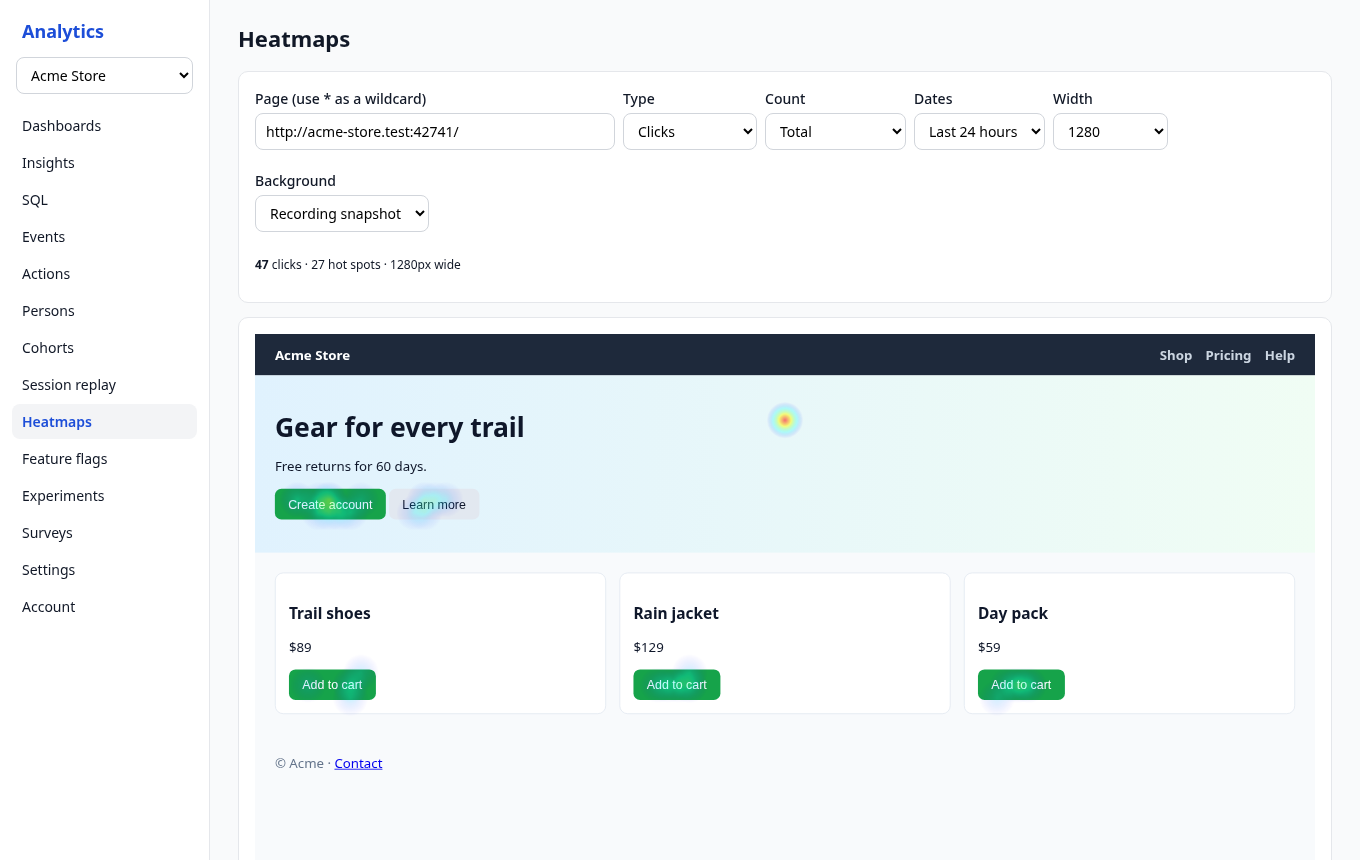 Analytics
Acme Store
Dashboards
Insights
SQL
Events
Actions
Persons
Cohorts
Session replay
Heatmaps
Feature flags
Experiments
Surveys
Settings
Account
Heatmaps
Page (use * as a wildcard)
http://acme-store.test:42741/
Type
Clicks
Count
Total
Dates
Last 24 hours
Width
1280
Background
Recording snapshot
47 clicks · 27 hot spots · 1280px wide
Acme Store
Shop Pricing Help
Gear for every trail
Free returns for 60 days.
Create account Learn more
Trail shoes
$89
Add to cart
Rain jacket
$129
Add to cart
Day pack
$59
Add to cart
© Acme · Contact